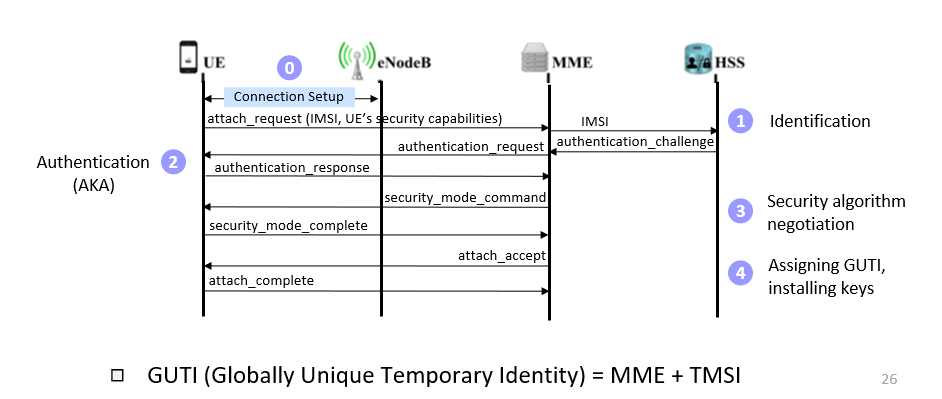 UE
0
eNodeB
MME
HSS
Connection Setup
attach_request (IMSI, UE's security capabilities)
IMSI
1
Identification
authentication_challenge
authentication_request
Authentication
(AKA)
2
authentication_response
security_mode_command
3
Security algorithm
negotiation
security_mode_complete
attach_accept
4
Assigning GUTI,
installing keys
attach_complete
GUTI (Globally Unique Temporary Identity) = MME + TMSI
26